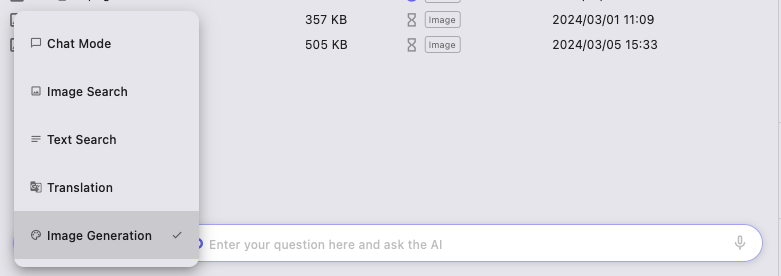 357 KB Image 2024/03/01 11:09
505 KB Image 2024/03/05 15:33
Chat Mode
Image Search
Text Search
Translation
Image Generation
Enter your question here and ask the AI